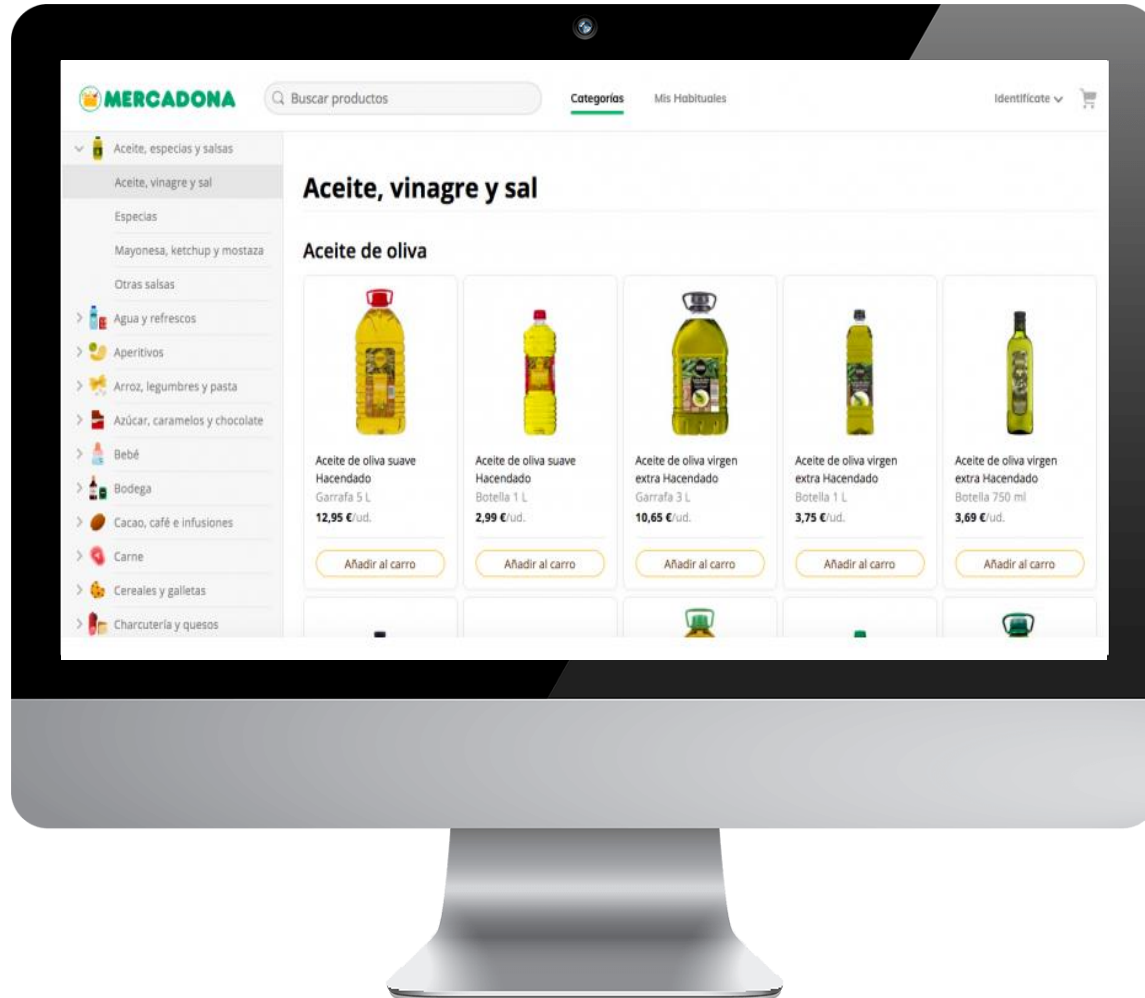 MERCADONA
Buscar productos
Categorías
Mis Habituales
Identifícate
Aceite, especias y salsas
Aceite, vinagre y sal
Especias
Mayonesa, ketchup y mostaza
Otras salsas
Agua y refrescos
Aperitivos
Arroz, legumbres y pasta
Azúcar, caramelos y chocolate
Bebé
Bodega
Cacao, café e infusiones
Carne
Cereales y galletas
Charcutería y quesos
Aceite, vinagre y sal
Aceite de oliva
Aceite de oliva suave
Hacendado
Garrafa 5 L
12,95 €/ud.
Añadir al carro
Aceite de oliva suave
Hacendado
Botella 1 L
2,99 €/ud.
Añadir al carro
Aceite de oliva virgen
extra Hacendado
Garrafa 3 L
10,65 €/ud.
Añadir al carro
Aceite de oliva virgen
extra Hacendado
Botella 1 L
3,75 €/ud.
Añadir al carro
Aceite de oliva virgen
extra Hacendado
Botella 750 ml
3,69 €/ud.
Añadir al carro